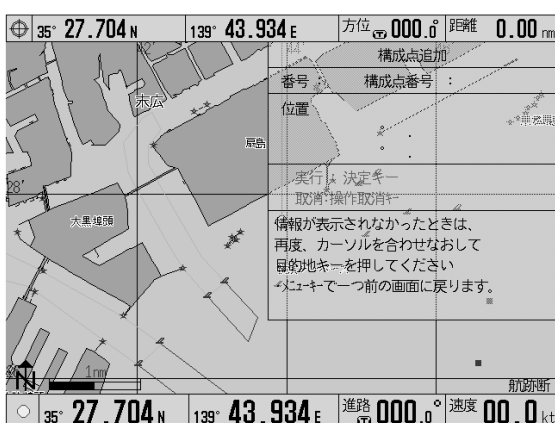 35° 27.704 N 139° 43.934 E 方位 T 000.0° 距離 0.00 nm
42' 44'
構成点追加
番号 : 構成点番号 :
末広
位置
扇島
実行 : 決定キー
28'
取消:操作取消キー
大黒埠頭
情報が表示されなかったときは、
再度、カーソルを合わせなおして
目的地キーを押してください
メニューキーで一つ前の画面に戻ります。
N 1nm
航跡断
35° 27.704 N 139° 43.934 E 進路 T 000.0° 速度 00.0 kt